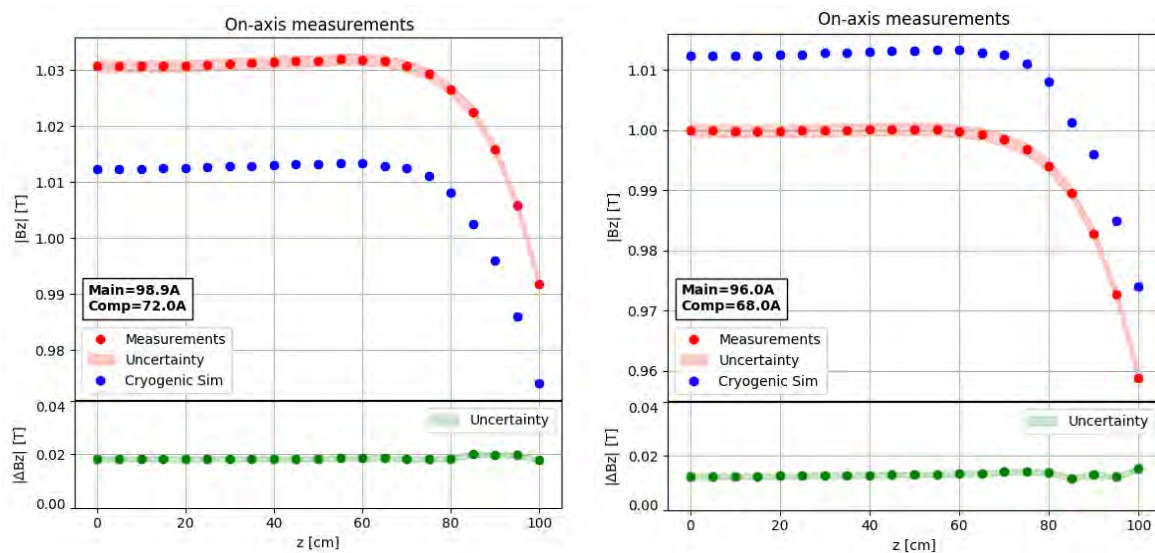 On-axis measurements
|Bz| [T]
1.03
1.02
1.01
1.00
0.99
0.98
Main=98.9A
Comp=72.0A
Measurements
Uncertainty
Cryogenic Sim
|ΔBz| [T]
0.04
0.02
0.00
Uncertainty
0 20 40 60 80 100
z [cm]
On-axis measurements
|Bz| [T]
1.01
1.00
0.99
0.98
0.97
0.96
Main=96.0A
Comp=68.0A
Measurements
Uncertainty
Cryogenic Sim
|ΔBz| [T]
0.04
0.02
0.00
Uncertainty
0 20 40 60 80 100
z [cm]